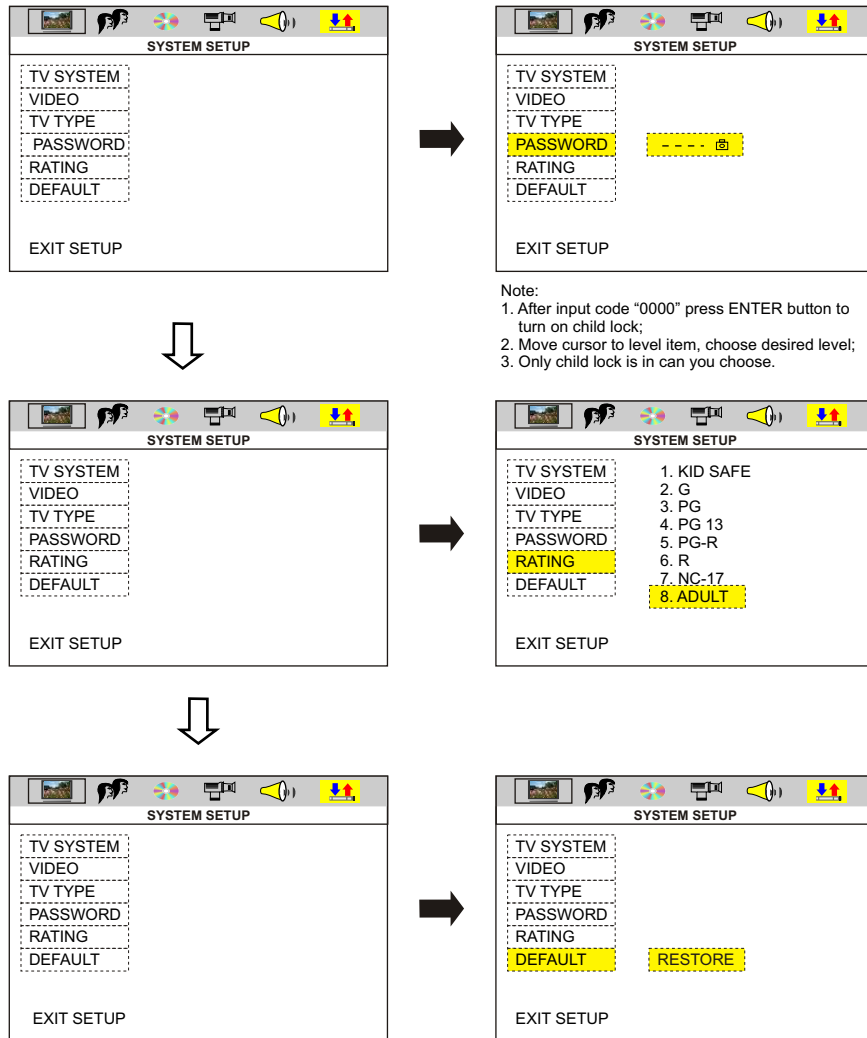 SYSTEM SETUP
TV SYSTEM
VIDEO
TV TYPE
PASSWORD
RATING
DEFAULT
EXIT SETUP
SYSTEM SETUP
TV SYSTEM
VIDEO
TV TYPE
PASSWORD
- - - -
RATING
DEFAULT
EXIT SETUP
Note:
1. After input code “0000” press ENTER button to
turn on child lock;
2. Move cursor to level item, choose desired level;
3. Only child lock is in can you choose.
SYSTEM SETUP
TV SYSTEM
VIDEO
TV TYPE
PASSWORD
RATING
DEFAULT
EXIT SETUP
SYSTEM SETUP
TV SYSTEM
VIDEO
TV TYPE
PASSWORD
RATING
DEFAULT
1. KID SAFE
2. G
3. PG
4. PG 13
5. PG-R
6. R
7. NC-17
8. ADULT
EXIT SETUP
SYSTEM SETUP
TV SYSTEM
VIDEO
TV TYPE
PASSWORD
RATING
DEFAULT
EXIT SETUP
SYSTEM SETUP
TV SYSTEM
VIDEO
TV TYPE
PASSWORD
RATING
DEFAULT
RESTORE
EXIT SETUP